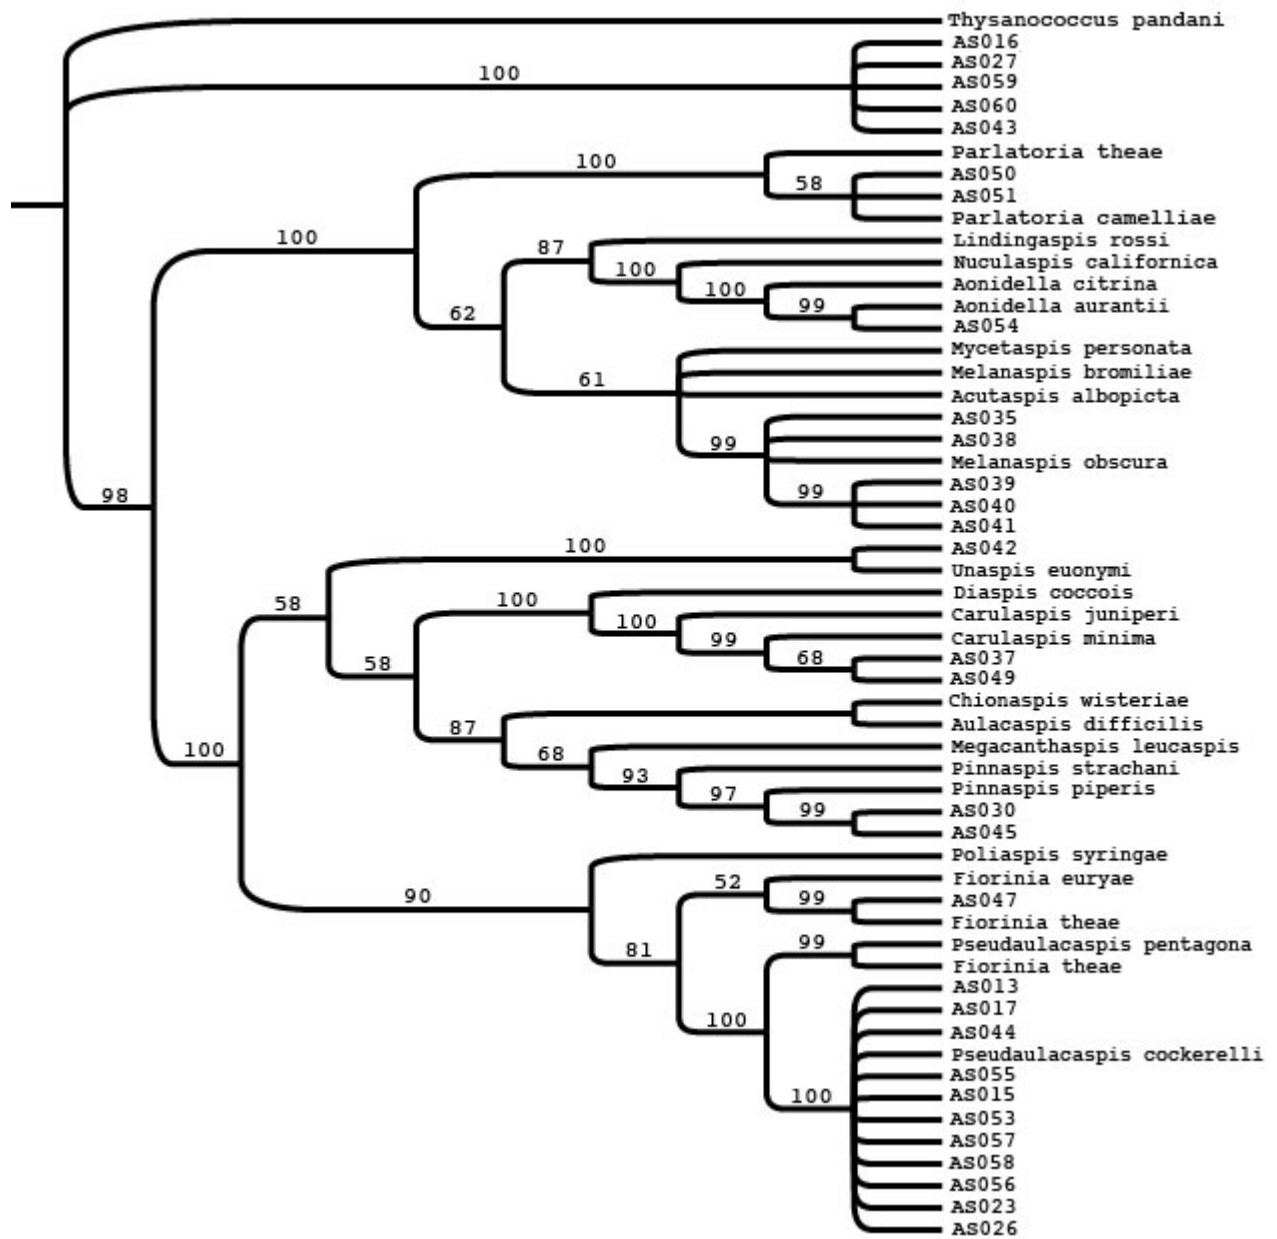 Thysanococcus pandani
AS016
AS027
100
AS059
AS060
AS043
Parlatoria theae
100
AS050
58
AS051
Parlatoria camelliae
100
Lindingaspis rossi
87
Nuculaspis californica
100
Aonidella citrina
100
Aonidella aurantii
99
62
AS054
Mycetaspis personata
Melanaspis bromiliae
61
Acutaspis albopicta
AS035
AS038
99
Melanaspis obscura
AS039
99
98
AS040
AS041
100
AS042
Unaspis euonymi
Diaspis coccois
58
100
Carulaspis juniperi
100
Carulaspis minima
99
AS037
68
58
AS049
Chionaspis wisteriae
Aulacaspis difficilis
87
Megacanthaspis leucaspis
100
68
Pinnaspis strachani
93
Pinnaspis piperis
97
AS030
99
AS045
Poliaspis syringae
Fiorinia euryae
52
90
AS047
99
Fiorinia theae
Pseudaulacaspis pentagona
99
81
Fiorinia theae
AS013
AS017
100
AS044
Pseudaulacaspis cockerelli
AS055
100
AS015
AS053
AS057
AS058
AS056
AS023
AS026